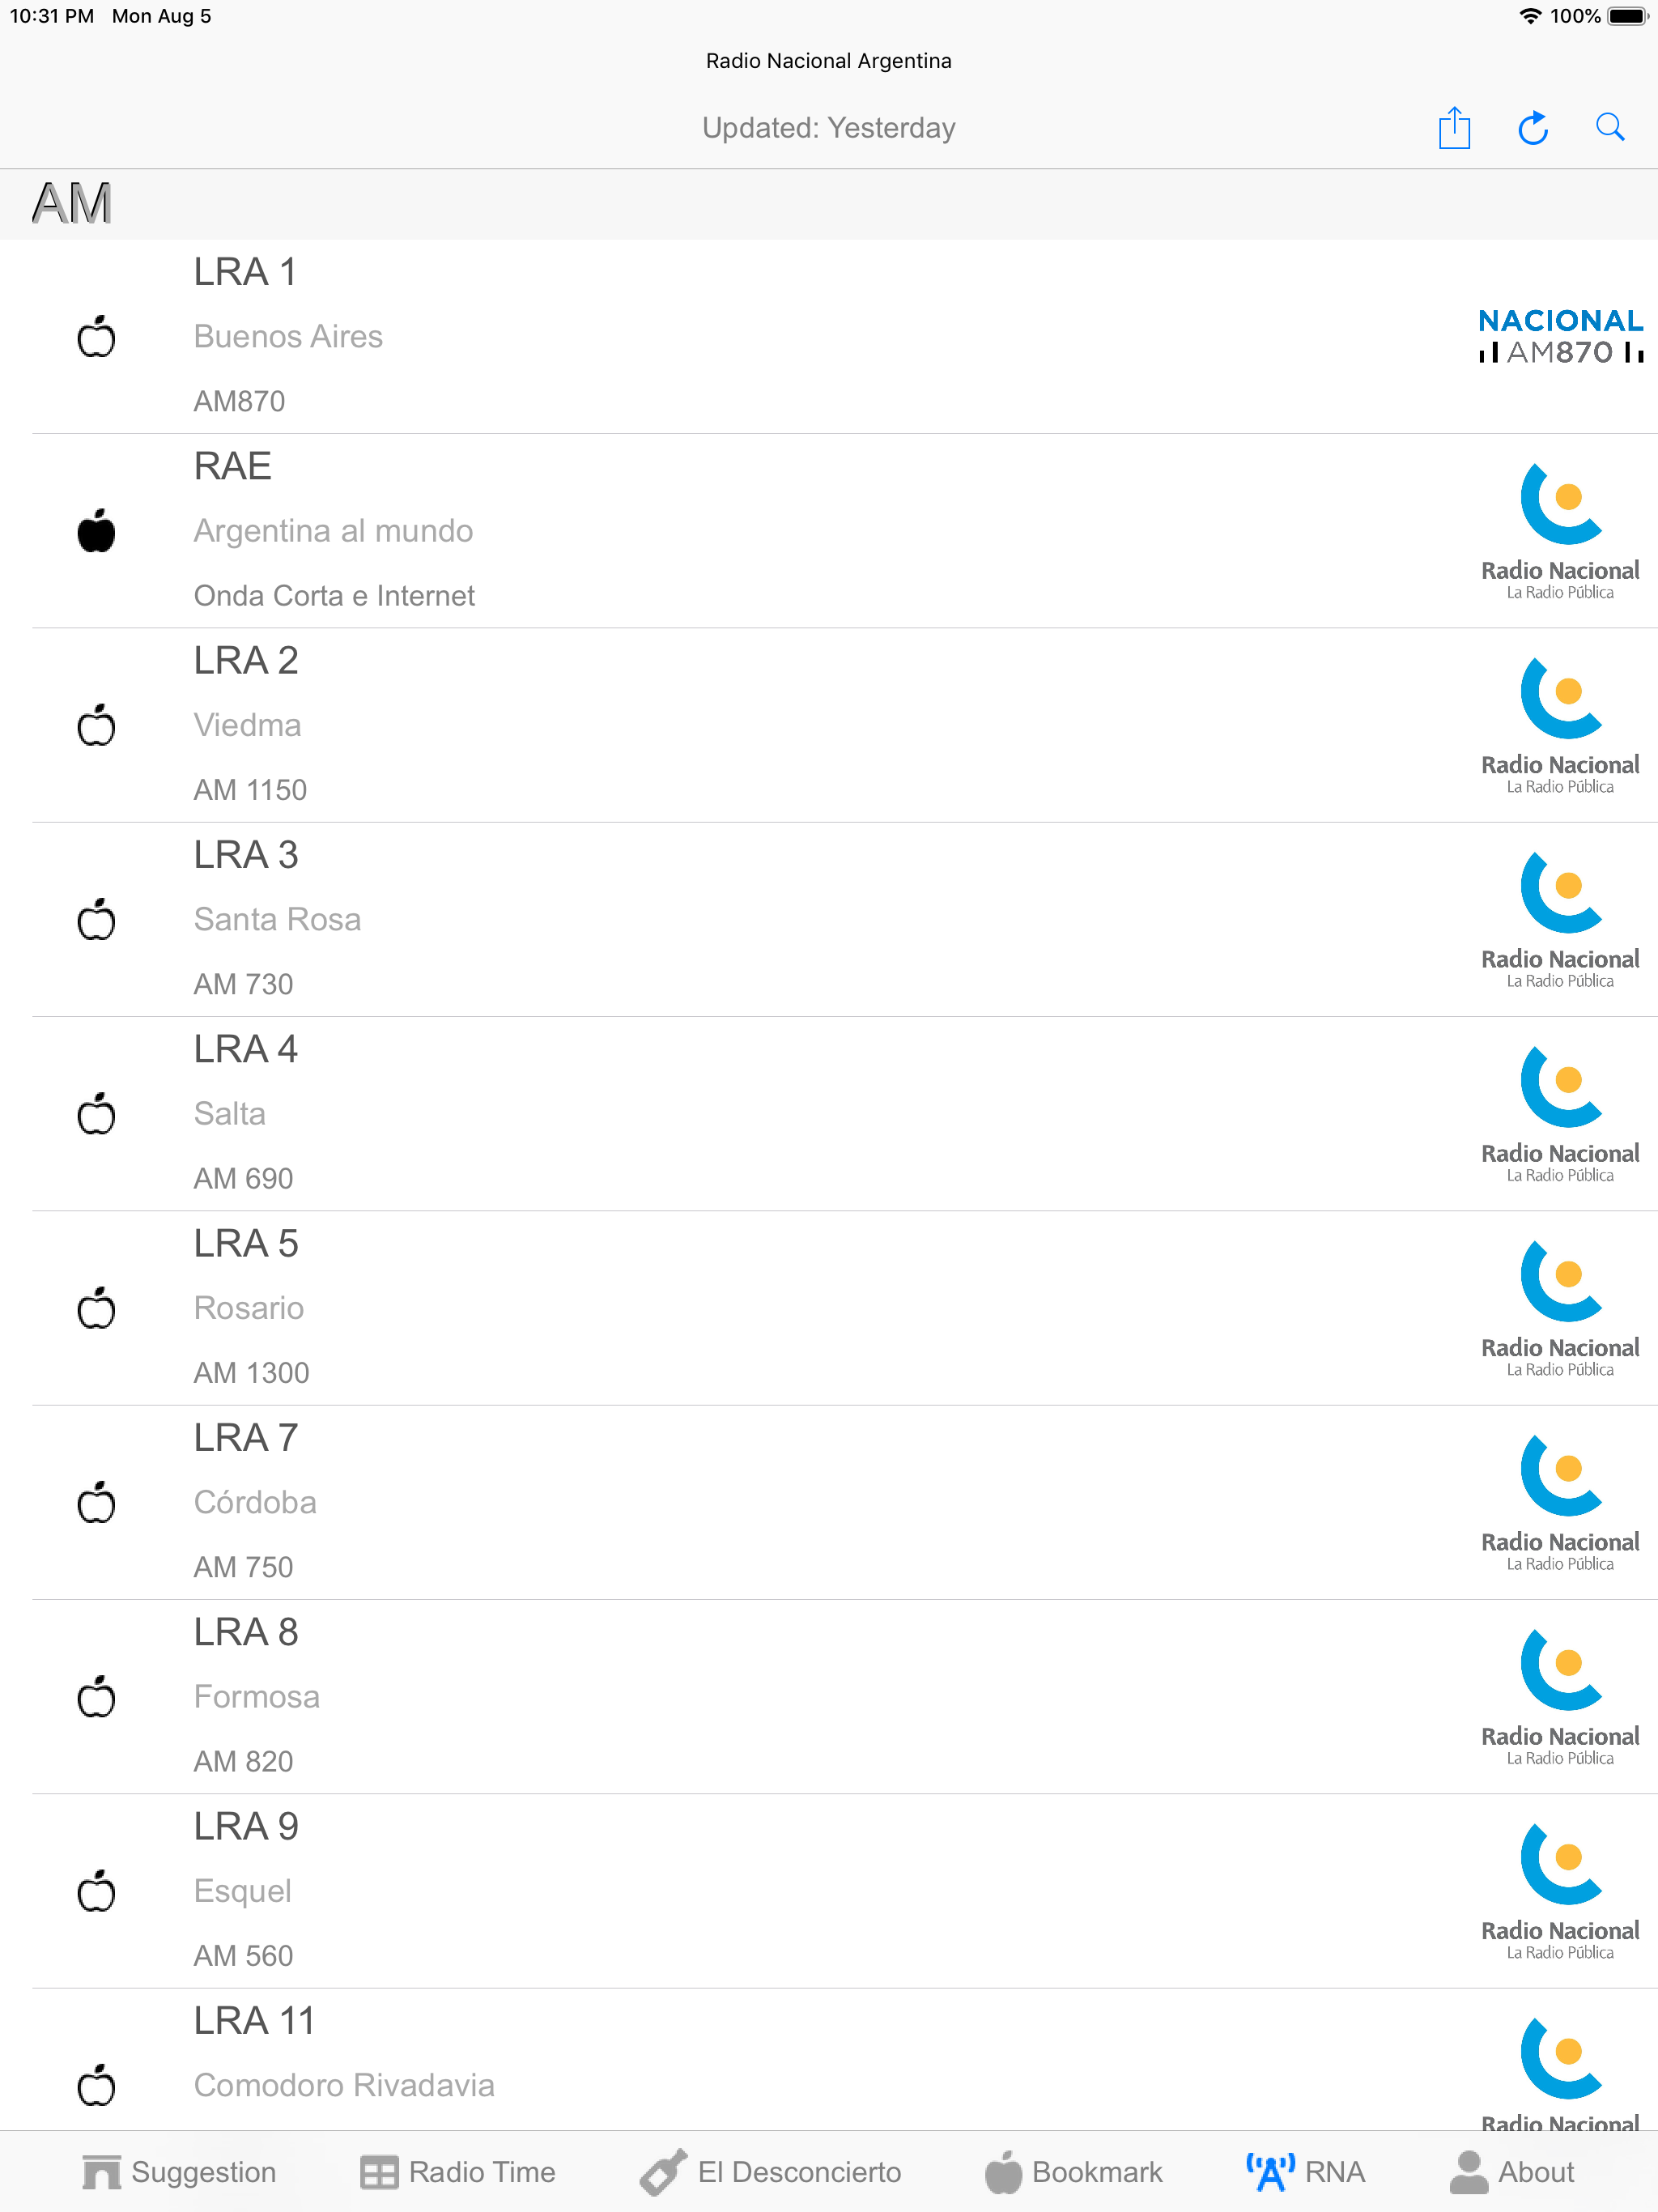 10:31 PM Mon Aug 5
100%
Radio Nacional Argentina
Updated: Yesterday
AM
LRA 1
Buenos Aires
AM870
NACIONAL
AM870
RAE
Argentina al mundo
Onda Corta e Internet
Radio Nacional
La Radio Pública
LRA 2
Viedma
AM 1150
Radio Nacional
La Radio Pública
LRA 3
Santa Rosa
AM 730
Radio Nacional
La Radio Pública
LRA 4
Salta
AM 690
Radio Nacional
La Radio Pública
LRA 5
Rosario
AM 1300
Radio Nacional
La Radio Pública
LRA 7
Córdoba
AM 750
Radio Nacional
La Radio Pública
LRA 8
Formosa
AM 820
Radio Nacional
La Radio Pública
LRA 9
Esquel
AM 560
Radio Nacional
La Radio Pública
LRA 11
Comodoro Rivadavia
Radio Nacional
Suggestion
Radio Time
El Desconcierto
Bookmark
RNA
About